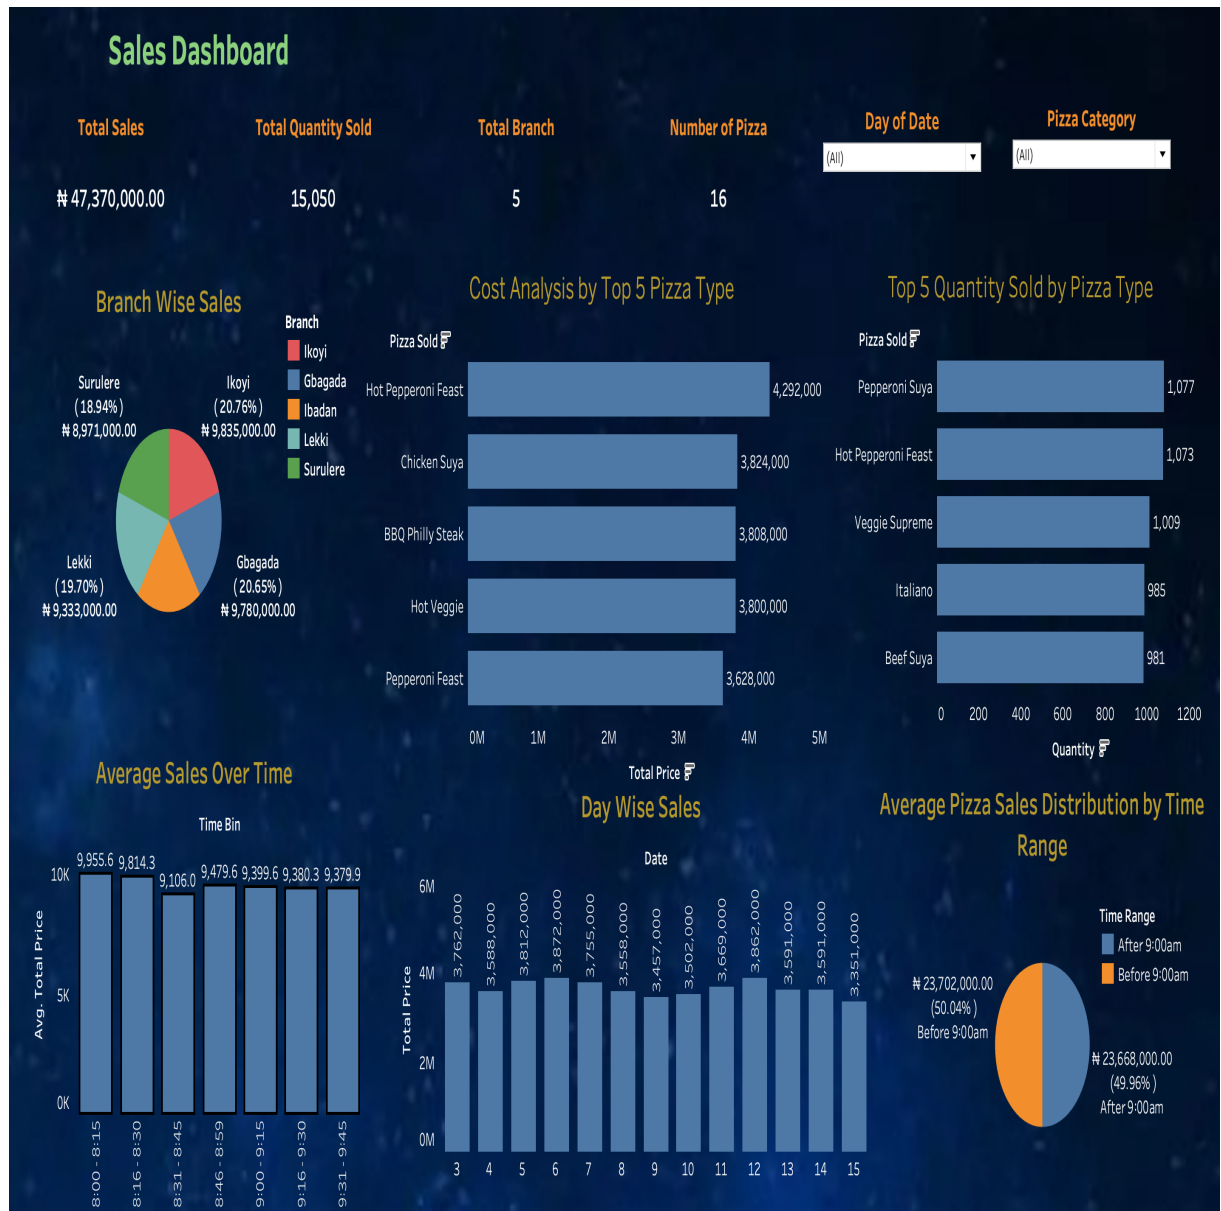 Sales Dashboard
Total Sales
Total Quantity Sold
Total Branch
Number of Pizza
Day of Date
Pizza Category
(All)
(All)
₦ 47,370,000.00
15,050
5
16
Branch Wise Sales
Branch
Ikoyi
Gbagada
Ibadan
Lekki
Surulere
Surulere
( 18.94% )
₦ 8,971,000.00
Ikoyi
( 20.76% )
₦ 9,835,000.00
Lekki
( 19.70% )
₦ 9,333,000.00
Gbagada
( 20.65% )
₦ 9,780,000.00
Cost Analysis by Top 5 Pizza Type
Pizza Sold
Hot Pepperoni Feast
4,292,000
Chicken Suya
3,824,000
BBQ Philly Steak
3,808,000
Hot Veggie
3,800,000
Pepperoni Feast
3,628,000
0M 1M 2M 3M 4M 5M
Total Price
Top 5 Quantity Sold by Pizza Type
Pizza Sold
Pepperoni Suya
1,077
Hot Pepperoni Feast
1,073
Veggie Supreme
1,009
Italiano
985
Beef Suya
981
0 200 400 600 800 1000 1200
Quantity
Average Sales Over Time
Time Bin
9,955.6 9,814.3 9,106.0 9,479.6 9,399.6 9,380.3 9,379.9
10K
5K
0K
Avg. Total Price
8:00 - 8:15
8:16 - 8:30
8:31 - 8:45
8:46 - 8:59
9:00 - 9:15
9:16 - 9:30
9:31 - 9:45
Day Wise Sales
Date
6M
4M
2M
0M
Total Price
3,762,000
3,588,000
3,812,000
3,872,000
3,755,000
3,558,000
3,457,000
3,502,000
3,669,000
3,862,000
3,591,000
3,591,000
3,351,000
3 4 5 6 7 8 9 10 11 12 13 14 15
Average Pizza Sales Distribution by Time
Range
Time Range
After 9:00am
Before 9:00am
₦ 23,702,000.00
(50.04% )
Before 9:00am
₦ 23,668,000.00
(49.96% )
After 9:00am